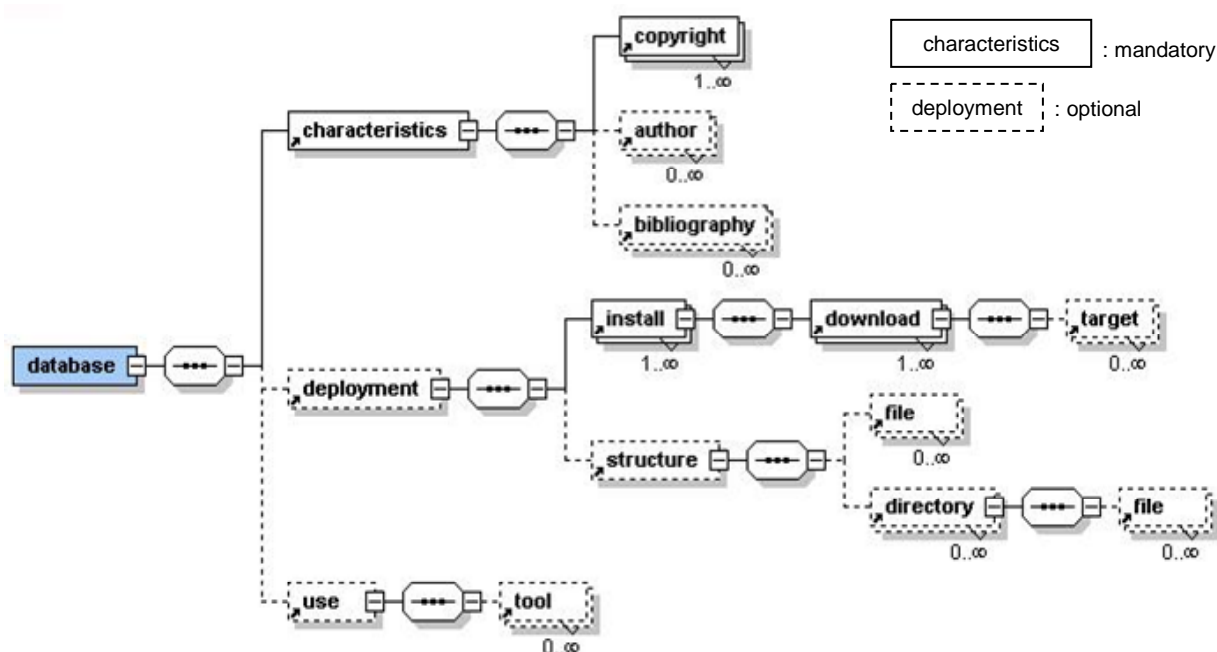 copyright
1..∞
characteristics : mandatory
deployment : optional
characteristics
author
0..∞
bibliography
0..∞
install
1..∞
download
1..∞
target
0..∞
database
deployment
file
0..∞
structure
directory
0..∞
file
0..∞
use
tool
0..∞